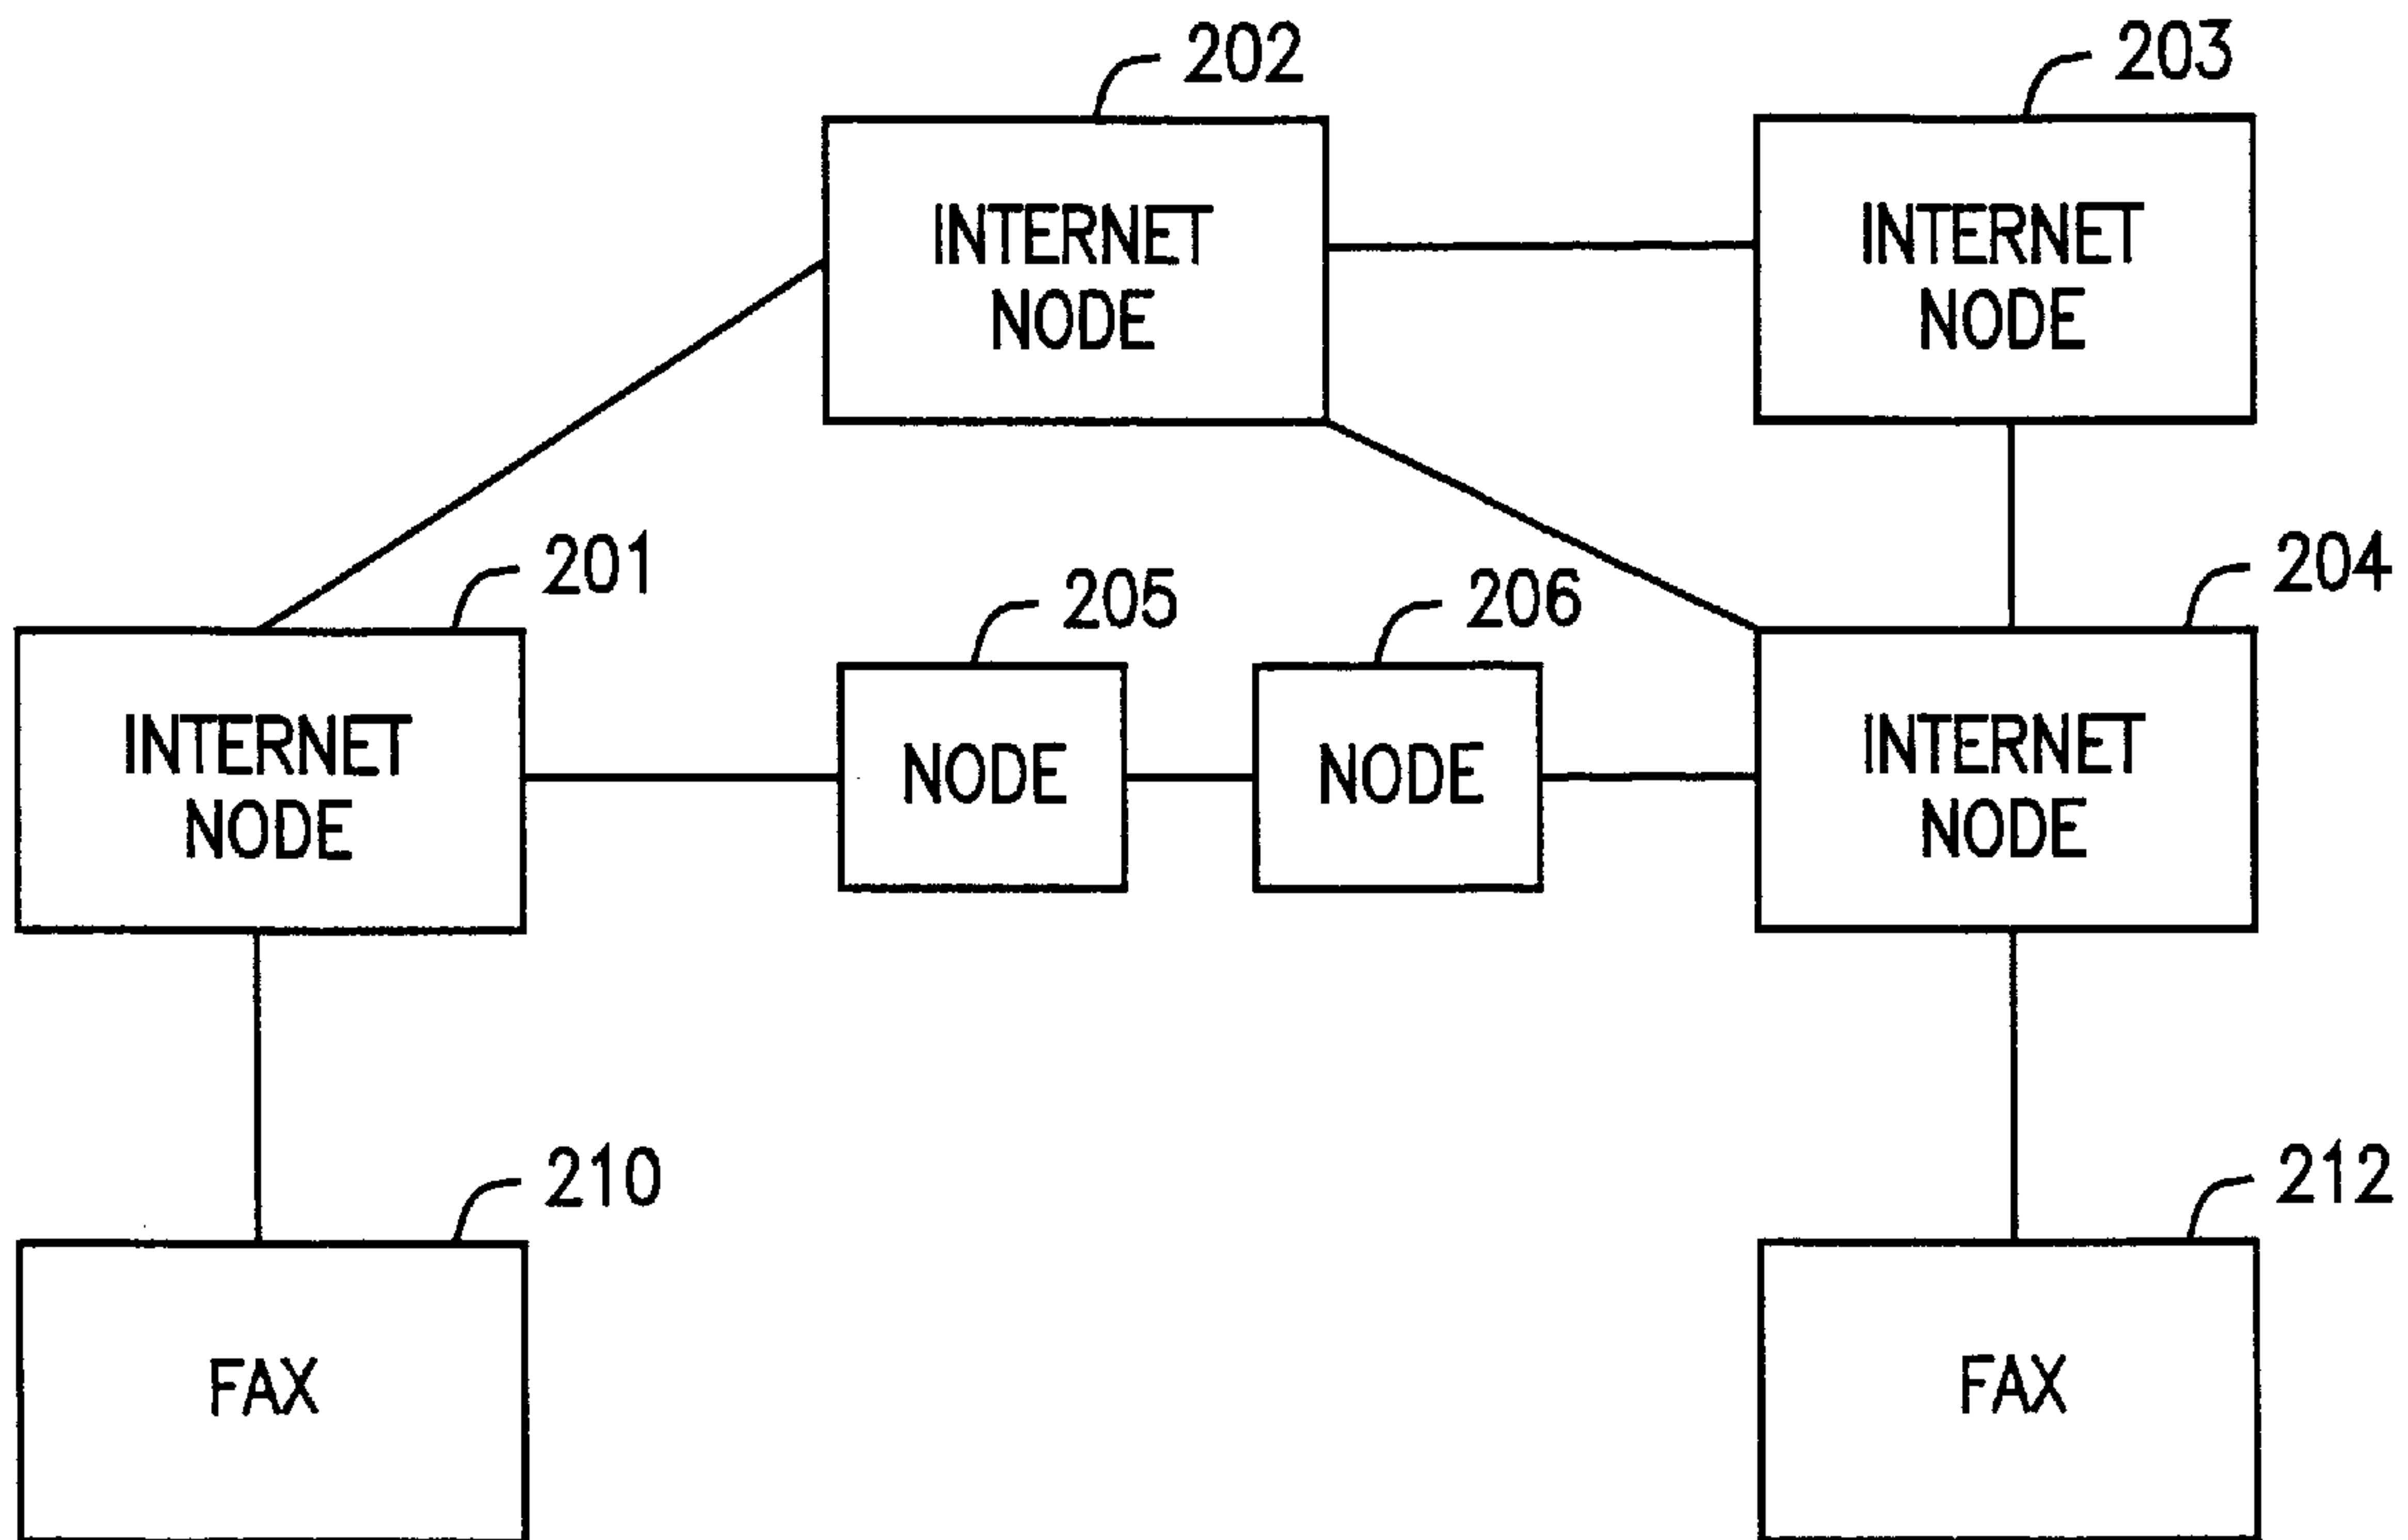 202
203
INTERNET
NODE
INTERNET
NODE
201
205
206
204
INTERNET
NODE
NODE
NODE
INTERNET
NODE
210
212
FAX
FAX